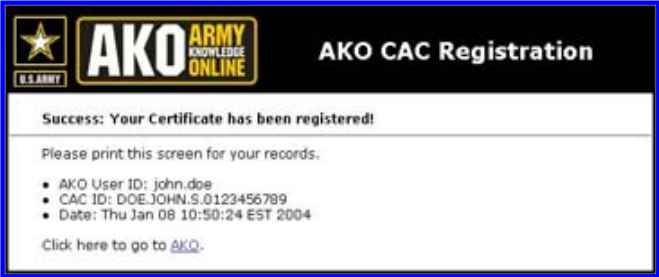 AKO ARMY KNOWLEDGE ONLINE
U.S.ARMY
AKO CAC Registration
Success: Your Certificate has been registered!
Please print this screen for your records.
• AKO User ID: john.doe
• CAC ID: DOE.JOHN.S.0123456789
• Date: Thu Jan 08 10:50:24 EST 2004
Click here to go to AKO.